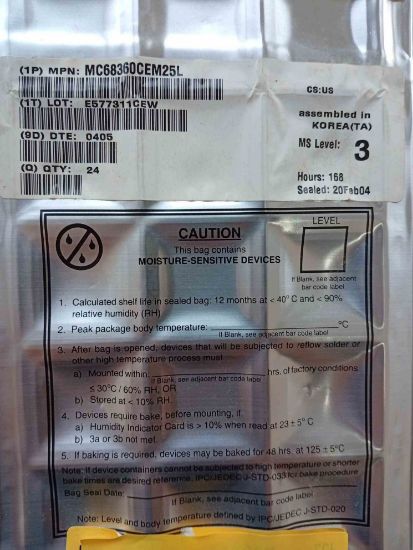 (1P) MPN: MC68360CEM25L
CS:US
(1T) LOT: E577311CEW
assembled in
KOREA(TA)
(9D) DTE: 0405
MS Level: 3
(Q) QTY: 24
Hours: 168
Sealed: 20Feb04
LEVEL
CAUTION
This bag contains
MOISTURE-SENSITIVE DEVICES
If Blank, see adjacent
bar code label
1. Calculated shelf life in sealed bag: 12 months at < 40°C and < 90%
relative humidity (RH)
2. Peak package body temperature: °C
If Blank, see adjacent bar code label
3. After bag is opened, devices that will be subjected to reflow solder or
other high temperature process must
a) Mounted within: hrs. of factory conditions
If Blank, see adjacent bar code label
≤ 30°C / 60% RH, OR
b) Stored at < 10% RH.
4. Devices require bake, before mounting, if:
a) Humidity Indicator Card is > 10% when read at 23 ± 5°C
b) 3a or 3b not met.
5. If baking is required, devices may be baked for 48 hrs. at 125 ± 5°C
Note: If device containers cannot be subjected to high temperature or shorter
bake times are desired reference, IPC/JEDEC J-STD-033 for bake procedure
Bag Seal Date:
If Blank, see adjacent bar code label
Note: Level and body temperature defined by IPC/JEDEC J-STD-020